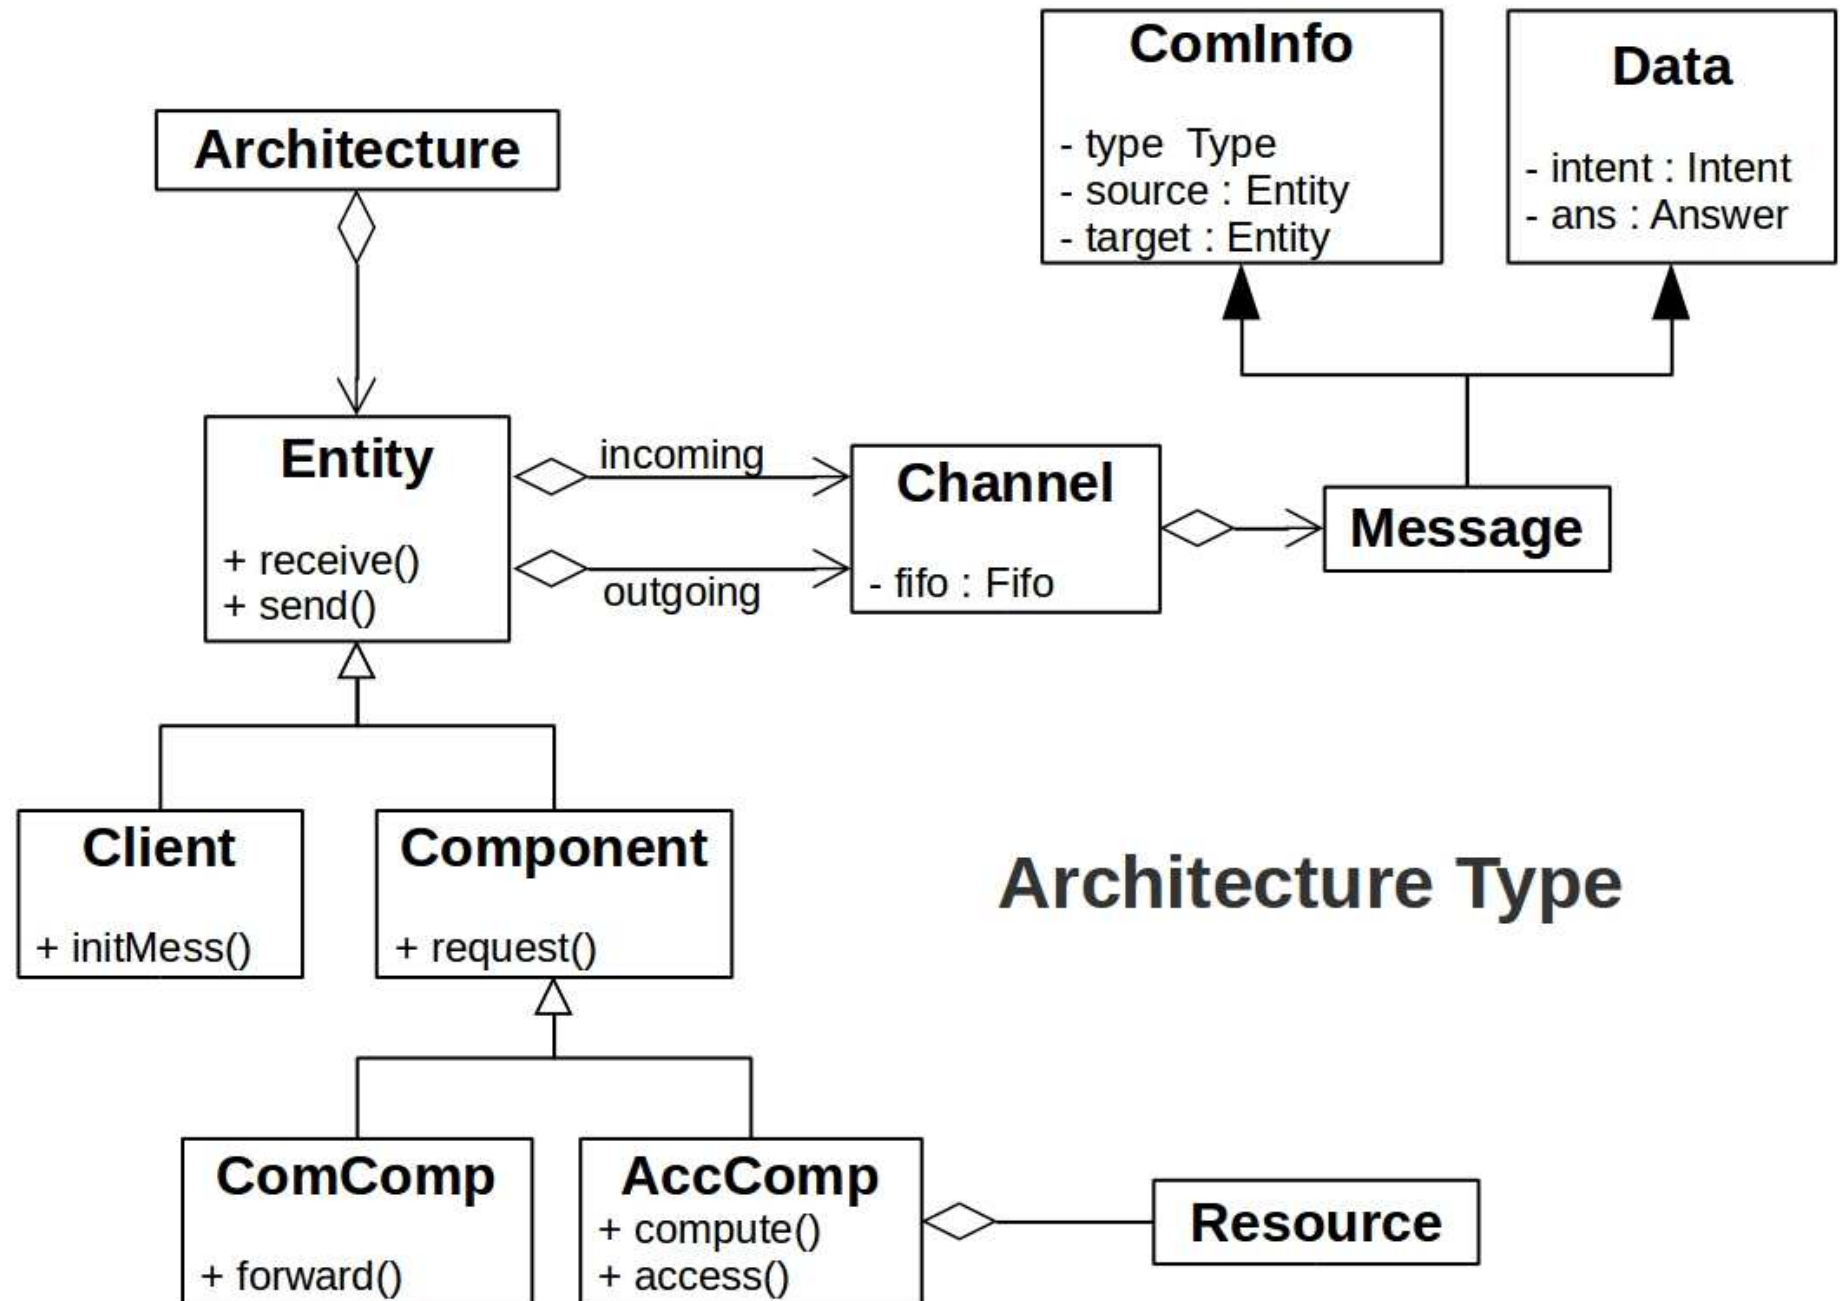 Architecture
ComInfo
- type  Type
- source : Entity
- target : Entity
Data
- intent : Intent
- ans : Answer
Entity
+ receive()
+ send()
incoming
outgoing
Channel
- fifo : Fifo
Message
Client
+ initMess()
Component
+ request()
Architecture Type
ComComp
+ forward()
AccComp
+ compute()
+ access()
Resource